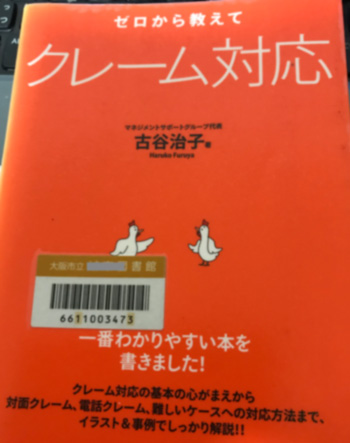 ゼロから教えて
クレーム対応
マネジメントサポートグループ代表
古谷治子 著
Haruko Furuya
大阪市立 書館
6611003473
一番わかりやすい本を
書きました!
クレーム対応の基本の心がまえから
対面クレーム、電話クレーム、難しいケースへの対応方法まで、
イラスト&事例でしっかり解説!!